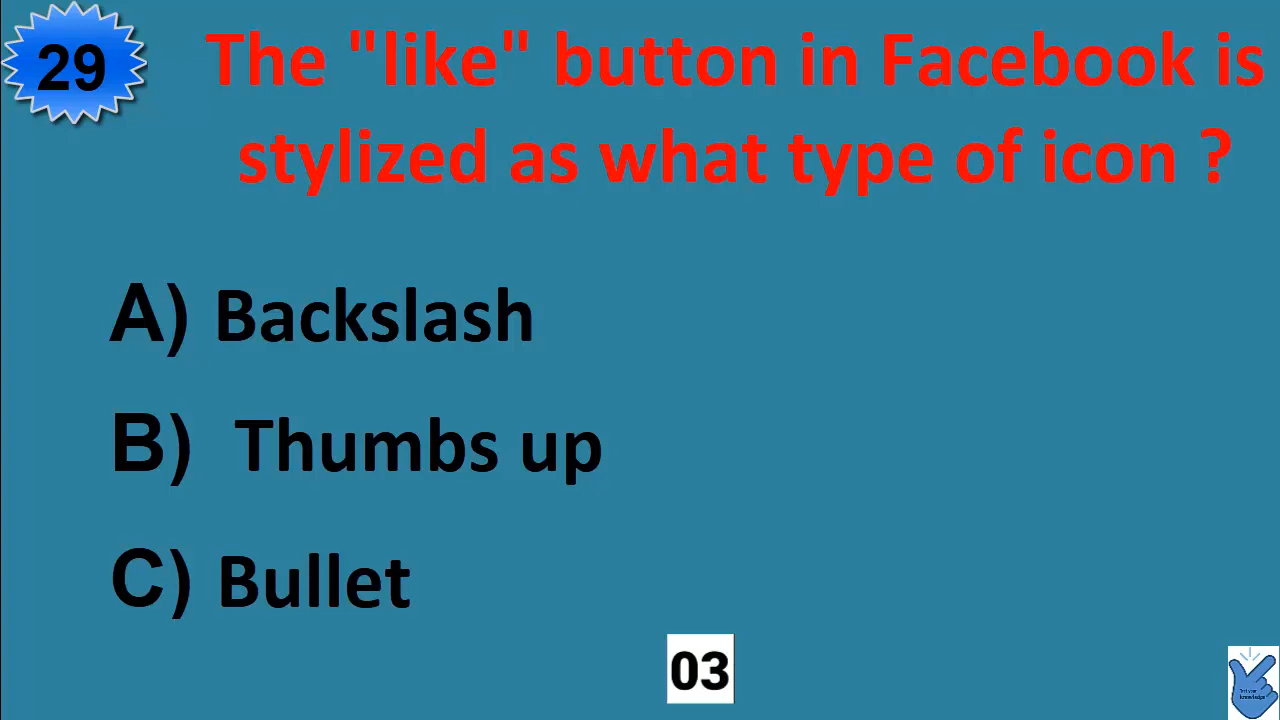 29
The "like" button in Facebook is
stylized as what type of icon ?
A) Backslash
B) Thumbs up
C) Bullet
03